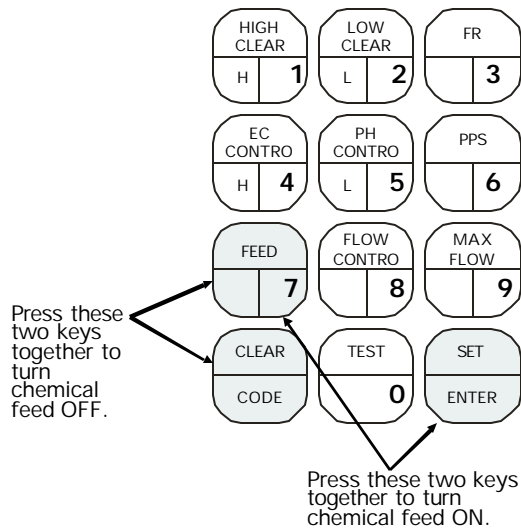 HIGH
CLEAR
H 1
LOW
CLEAR
L 2
FR
3
EC
CONTRO
H 4
PH
CONTRO
L 5
PPS
6
FEED
7
FLOW
CONTRO
8
MAX
FLOW
9
Press these
two keys
together to
turn
chemical
feed OFF.
CLEAR
CODE
TEST
0
SET
ENTER
Press these two keys
together to turn
chemical feed ON.